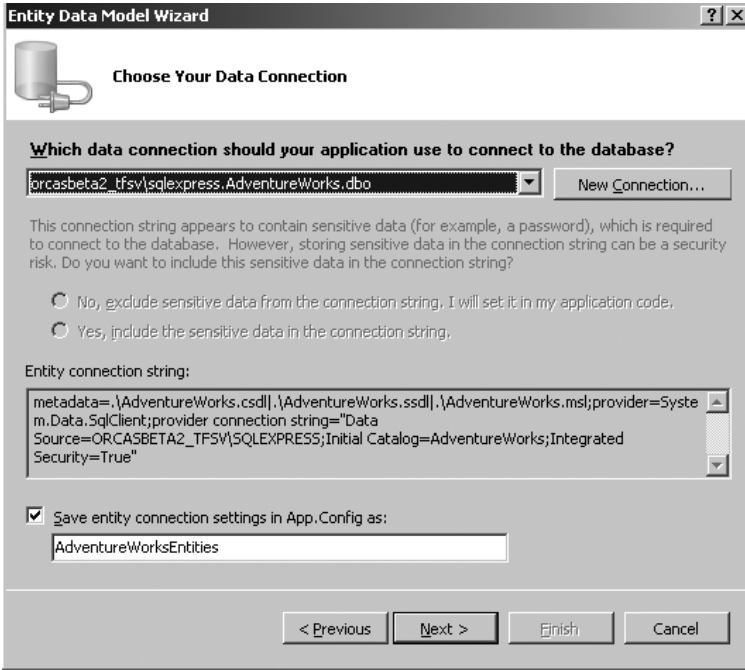 Entity Data Model Wizard
Choose Your Data Connection
Which data connection should your application use to connect to the database?
orcasbeta2_tfsv\sqlexpress.AdventureWorks.dbo
New Connection...
This connection string appears to contain sensitive data (for example, a password), which is required
to connect to the database. However, storing sensitive data in the connection string can be a security
risk. Do you want to include this sensitive data in the connection string?
No, exclude sensitive data from the connection string. I will set it in my application code.
Yes, include the sensitive data in the connection string.
Entity connection string:
metadata=.\AdventureWorks.csdl|.\AdventureWorks.ssdl|.\AdventureWorks.msl;provider=Syste
m.Data.SqlClient;provider connection string="Data
Source=ORCASBETA2_TFSV\SQLEXPRESS;Initial Catalog=AdventureWorks;Integrated
Security=True"
Save entity connection settings in App.Config as:
AdventureWorksEntities
< Previous
Next >
Finish
Cancel